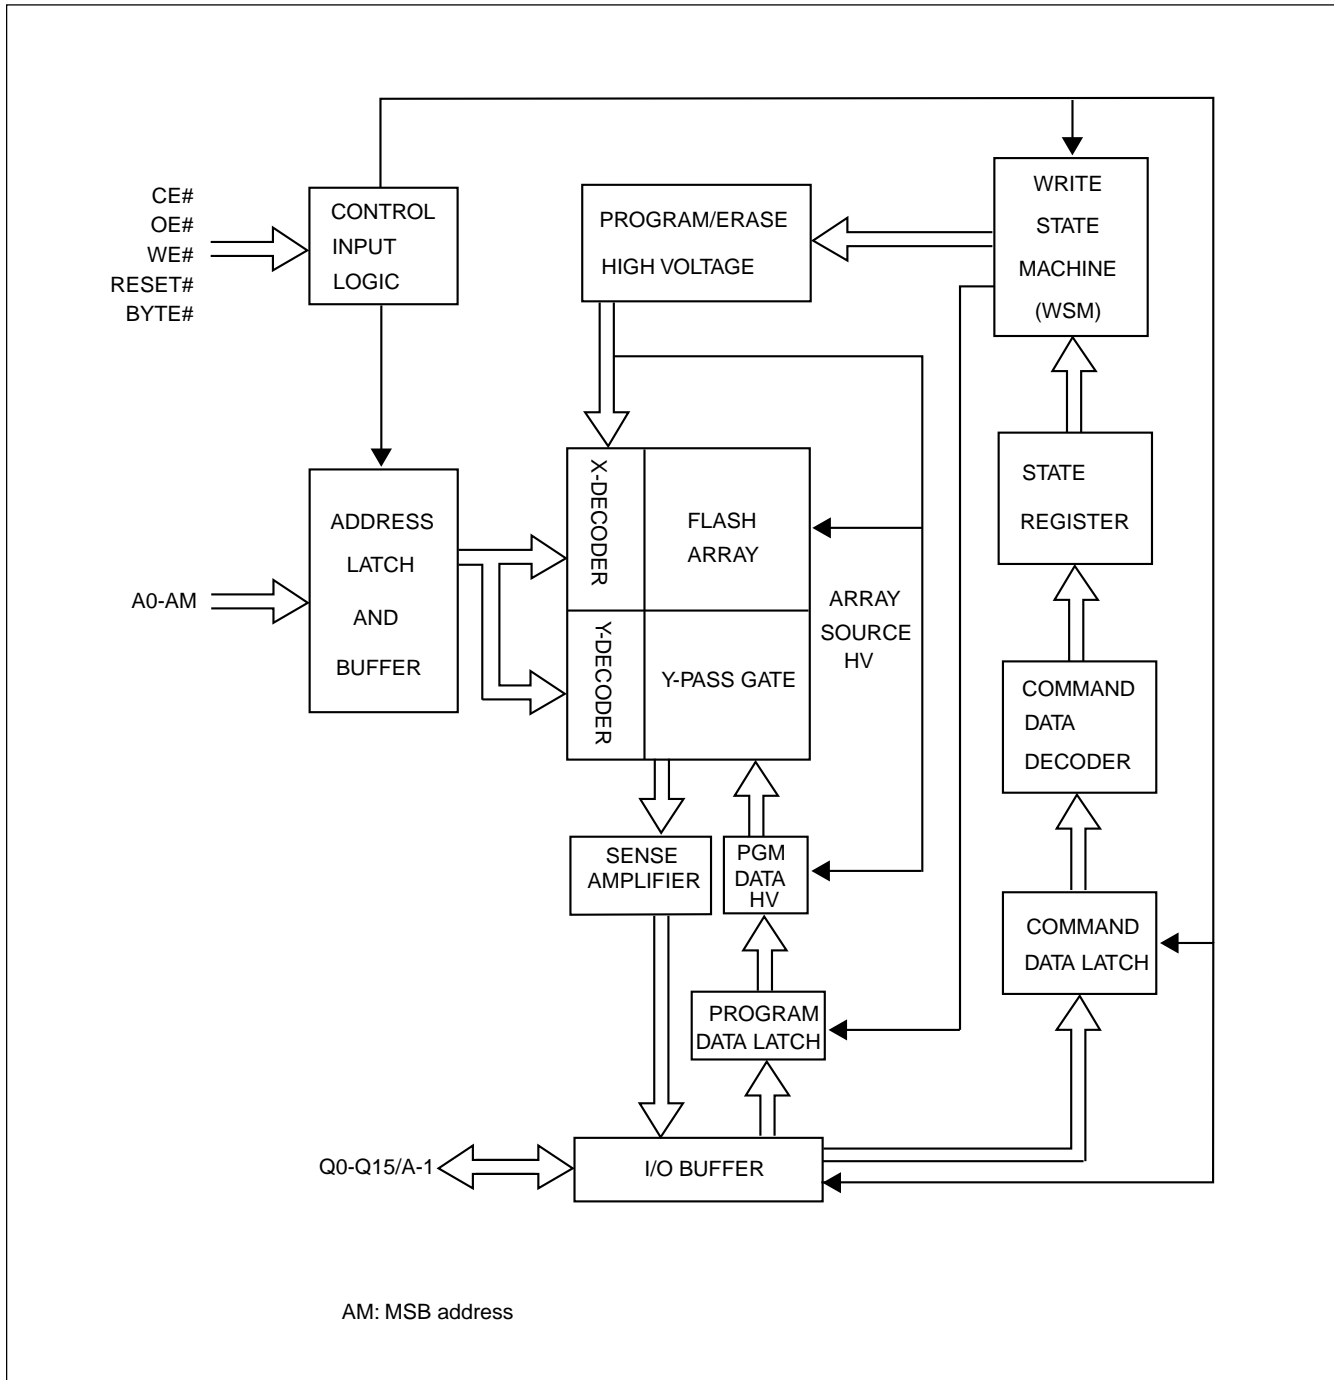 CE#
OE#
WE#
RESET#
BYTE#
CONTROL
INPUT
LOGIC
PROGRAM/ERASE
HIGH VOLTAGE
WRITE
STATE
MACHINE
(WSM)
STATE
REGISTER
A0-AM
ADDRESS
LATCH
AND
BUFFER
X-DECODER
FLASH
ARRAY
Y-DECODER
Y-PASS GATE
ARRAY
SOURCE
HV
COMMAND
DATA
DECODER
SENSE
AMPLIFIER
PGM
DATA
HV
COMMAND
DATA LATCH
PROGRAM
DATA LATCH
Q0-Q15/A-1
I/O BUFFER
AM: MSB address